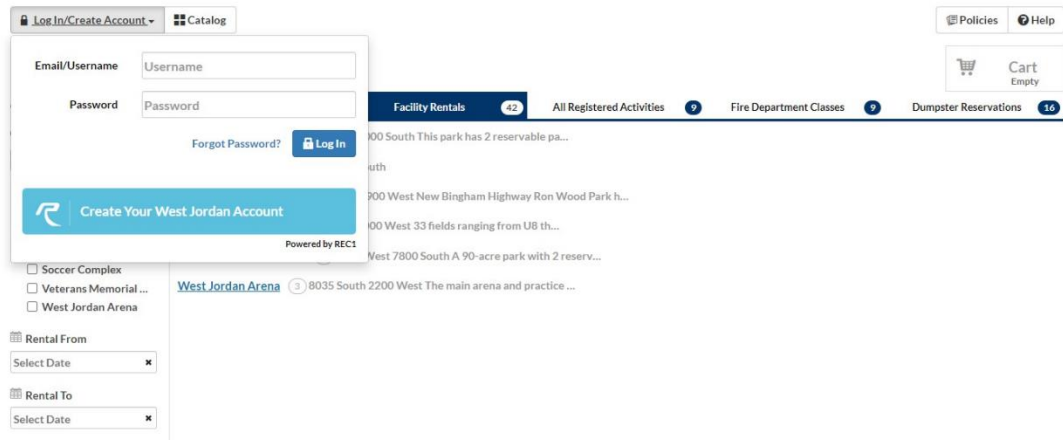 Log In/Create Account
Catalog
Policies
Help
Email/Username
Username
Password
Password
Forgot Password?
Log In
Create Your West Jordan Account
Powered by REC1
Cart
Empty
Facility Rentals 42
All Registered Activities 9
Fire Department Classes 9
Dumpster Reservations 16
South This park has 2 reservable pa...
West New Bingham Highway Ron Wood Park h...
West 33 fields ranging from U8 th...
West 7800 South A 90-acre park with 2 reserv...
Soccer Complex
Veterans Memorial ...
West Jordan Arena
West Jordan Arena 3 8035 South 2200 West The main arena and practice ...
Rental From
Select Date
Rental To
Select Date